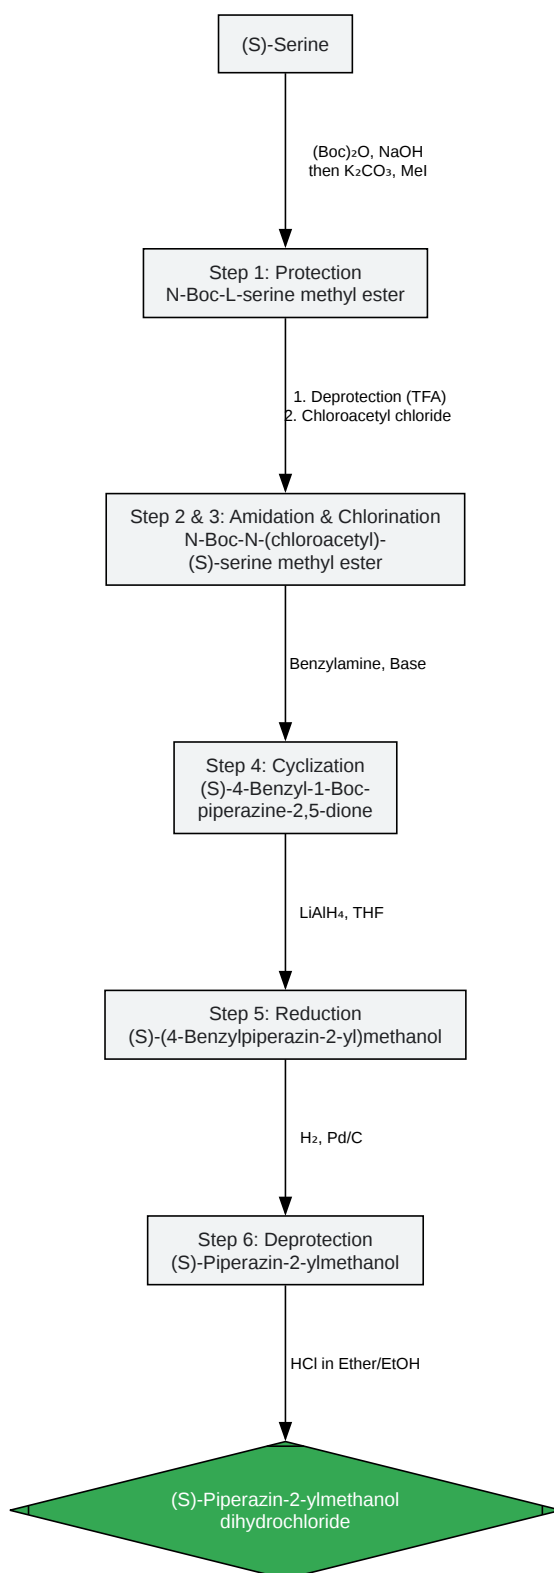 (S)-Serine
(Boc)₂O, NaOH
then K₂CO₃, MeI
Step 1: Protection
N-Boc-L-serine methyl ester
1. Deprotection (TFA)
2. Chloroacetyl chloride
Step 2 & 3: Amidation & Chlorination
N-Boc-N-(chloroacetyl)-
(S)-serine methyl ester
Benzylamine, Base
Step 4: Cyclization
(S)-4-Benzyl-1-Boc-
piperazine-2,5-dione
LiAlH₄, THF
Step 5: Reduction
(S)-(4-Benzylpiperazin-2-yl)methanol
H₂, Pd/C
Step 6: Deprotection
(S)-Piperazin-2-ylmethanol
HCl in Ether/EtOH
(S)-Piperazin-2-ylmethanol
dihydrochloride